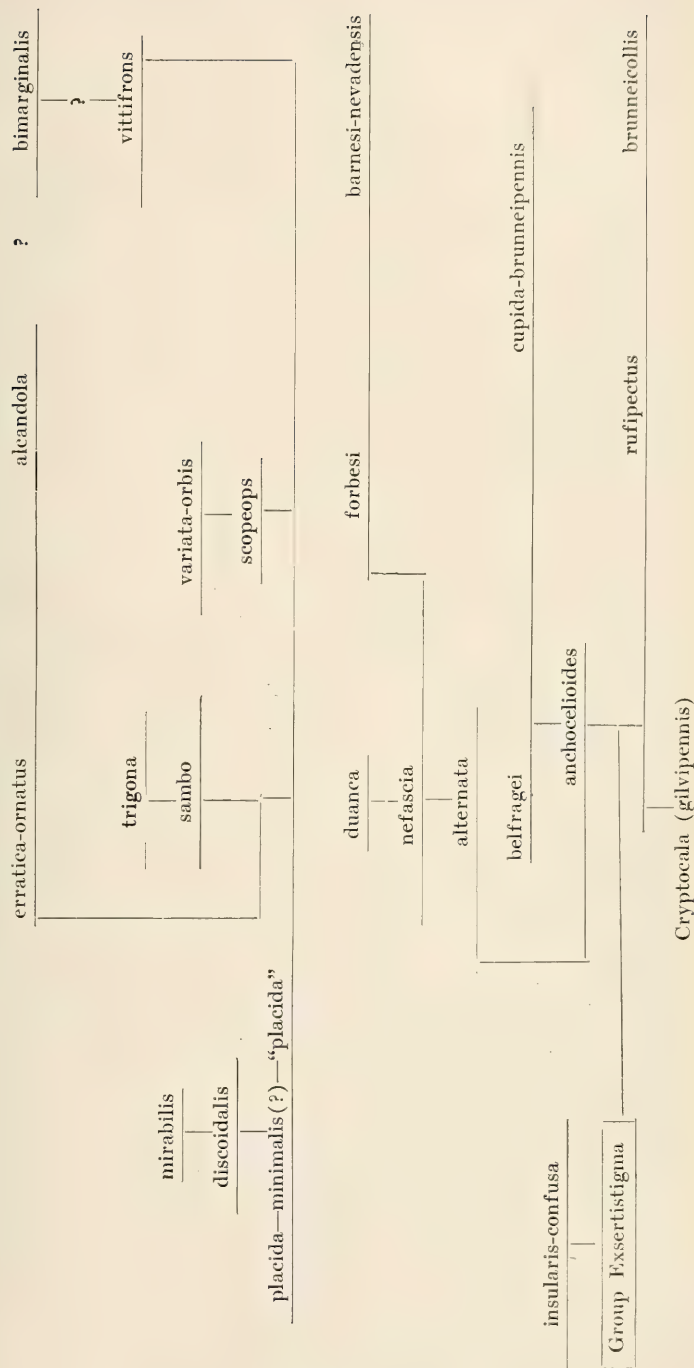 bimarginalis
?
vittifrons
?
alcandola
erratica-ornatus
variata-orbis
scopeops
trigona
sambo
mirabilis
discoidalis
placida—minimalis(?)—“placida”
barnesi-nevadensis
forbesi
duanca
nefascia
alternata
cupida-brunneipennis
belfragei
anchocelioides
brunneicollis
rufipectus
Cryptocala (gilvipennis)
insularis-confusa
Group Exsertistigma